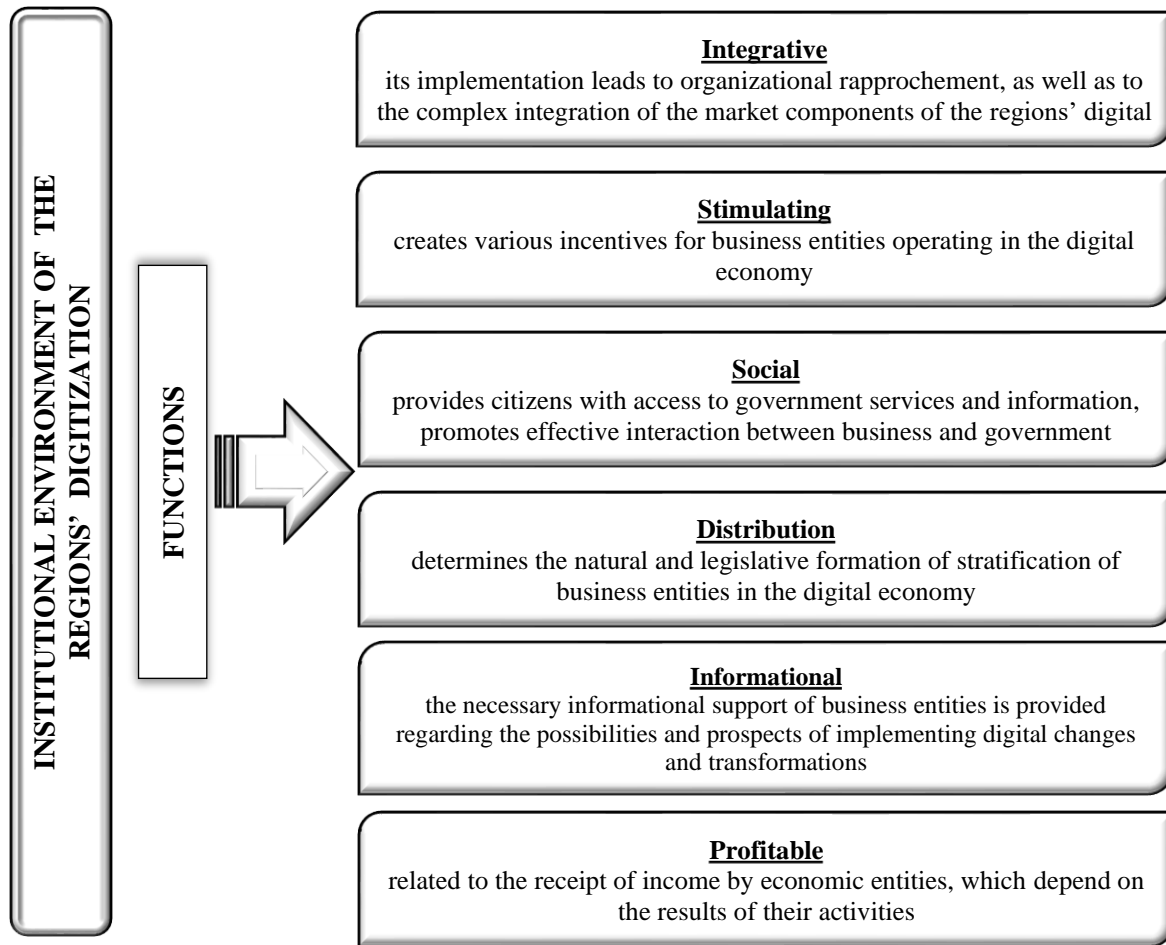 INSTITUTIONAL ENVIRONMENT OF THE
REGIONS' DIGITIZATION
FUNCTIONS
Integrative
its implementation leads to organizational rapprochement, as well as to
the complex integration of the market components of the regions' digital
Stimulating
creates various incentives for business entities operating in the digital
economy
Social
provides citizens with access to government services and information,
promotes effective interaction between business and government
Distribution
determines the natural and legislative formation of stratification of
business entities in the digital economy
Informational
the necessary informational support of business entities is provided
regarding the possibilities and prospects of implementing digital changes
and transformations
Profitable
related to the receipt of income by economic entities, which depend on
the results of their activities